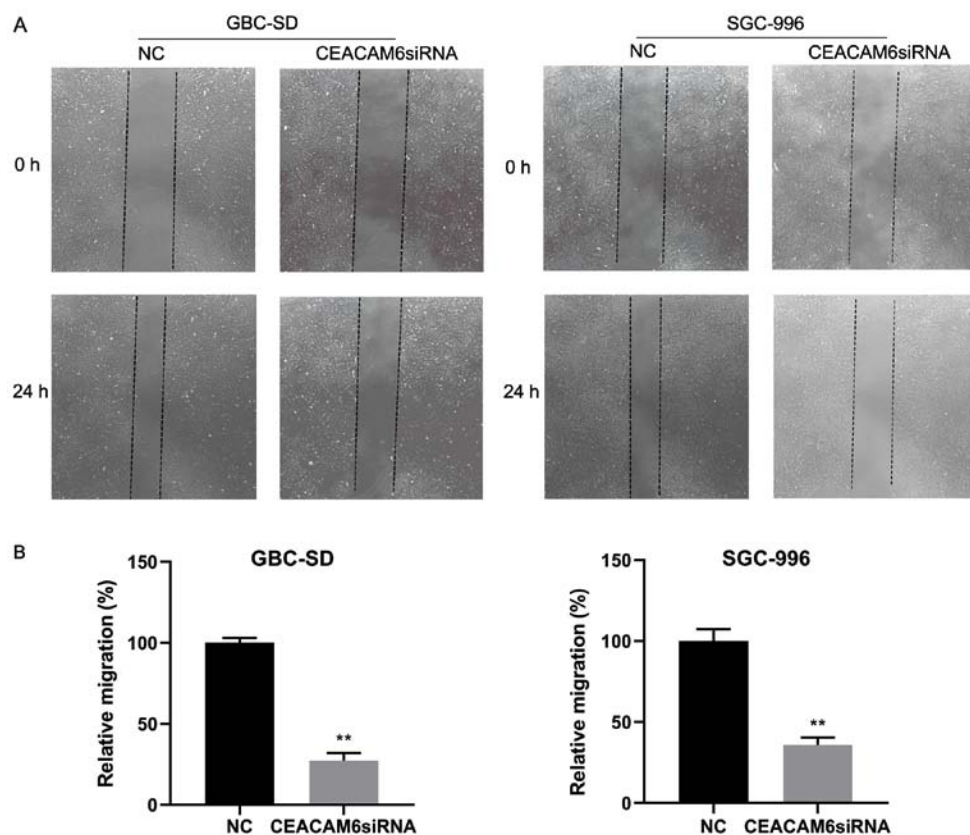 A
GBC-SD
SGC-996
NC
CEACAM6siRNA
NC
CEACAM6siRNA
0 h
0 h
24 h
24 h
B
GBC-SD
Relative migration (%)
150
100
50
0
**
NC
CEACAM6siRNA
SGC-996
Relative migration (%)
150
100
50
0
**
NC
CEACAM6siRNA